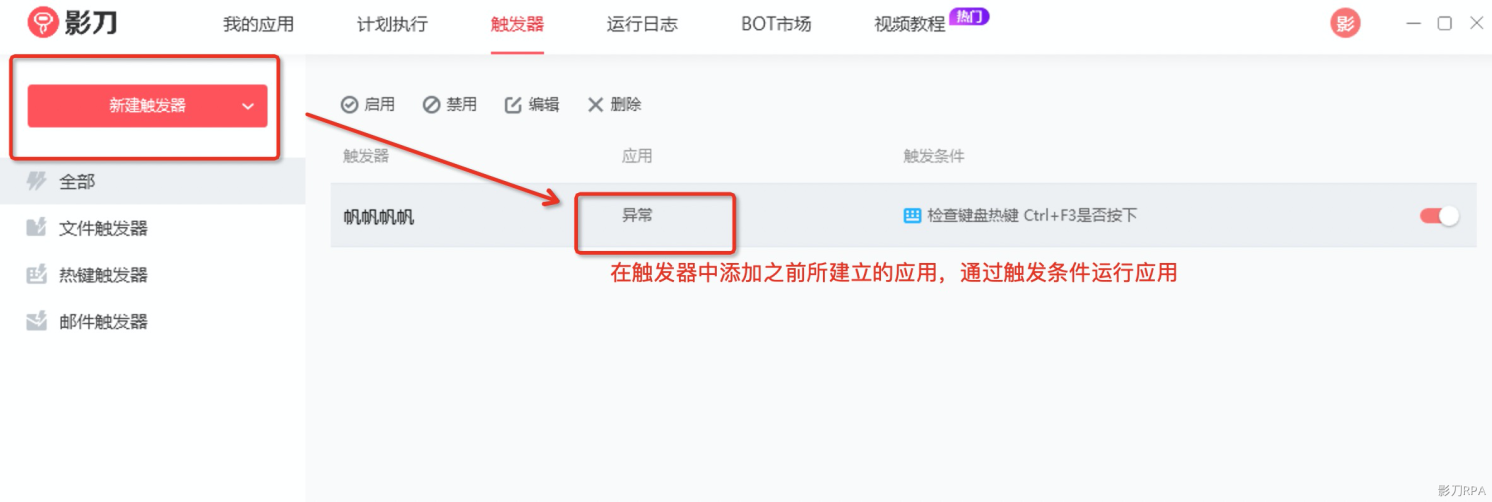 影刀 我的应用 计划执行 触发器 运行日志 BOT市场 视频教程 热门 影
新建触发器
启用 禁用 编辑 删除
触发器 应用 触发条件
全部
帆帆帆帆 异常 检查键盘热键 Ctrl+F3是否按下
文件触发器
在触发器中添加之前所建立的应用，通过触发条件运行应用
热键触发器
邮件触发器
影刀RPA